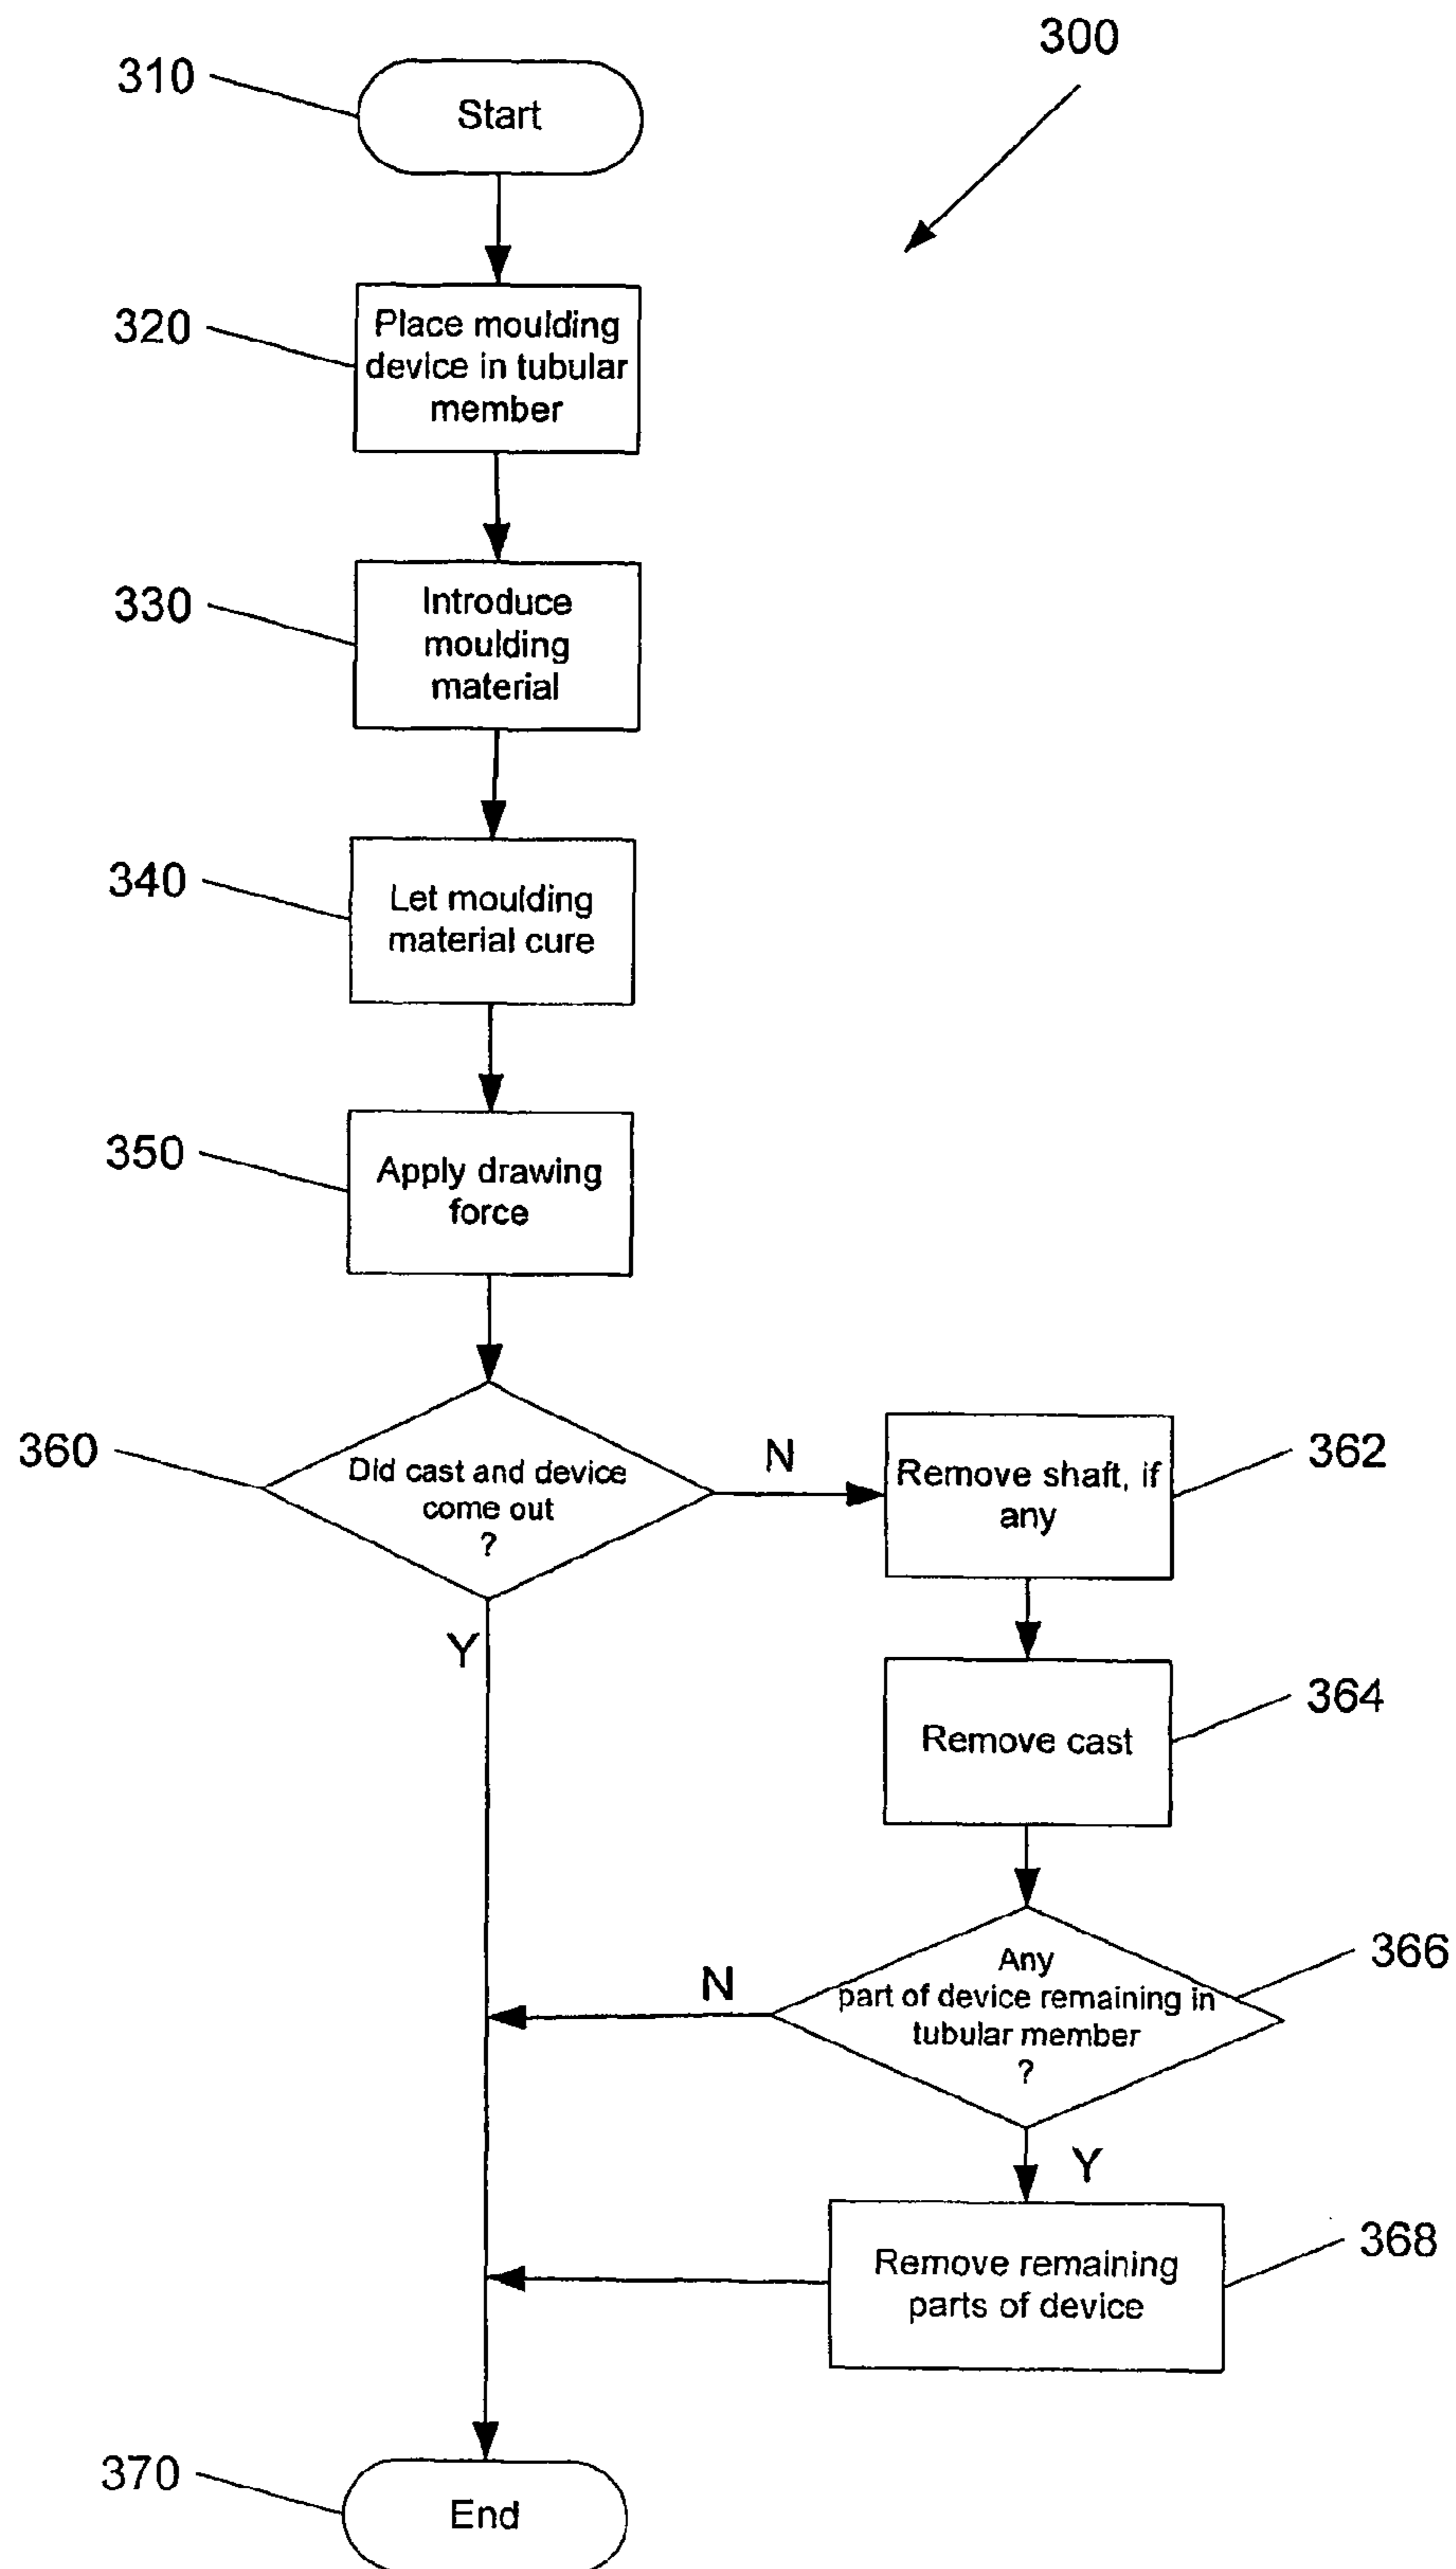 300
310
Start
320
Place moulding
device in tubular
member
330
Introduce
moulding
material
340
Let moulding
material cure
350
Apply drawing
force
360
Did cast and device
come out
?
N
Remove shaft, if
any
362
Y
Remove cast
364
Any
part of device remaining in
tubular member
?
366
N
Y
Remove remaining
parts of device
368
370
End